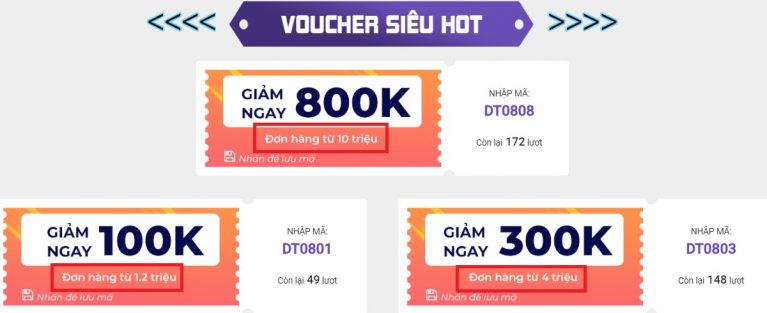 <<<< VOUCHER SIÊU HOT >>>>
GIẢM NGAY 800K
Đơn hàng từ 10 triệu
Nhấn để lưu mã
NHẬP MÃ:
DT0808
Còn lại 172 lượt
GIẢM NGAY 100K
Đơn hàng từ 1.2 triệu
Nhấn để lưu mã
NHẬP MÃ:
DT0801
Còn lại 49 lượt
GIẢM NGAY 300K
Đơn hàng từ 4 triệu
Nhấn để lưu mã
NHẬP MÃ:
DT0803
Còn lại 148 lượt